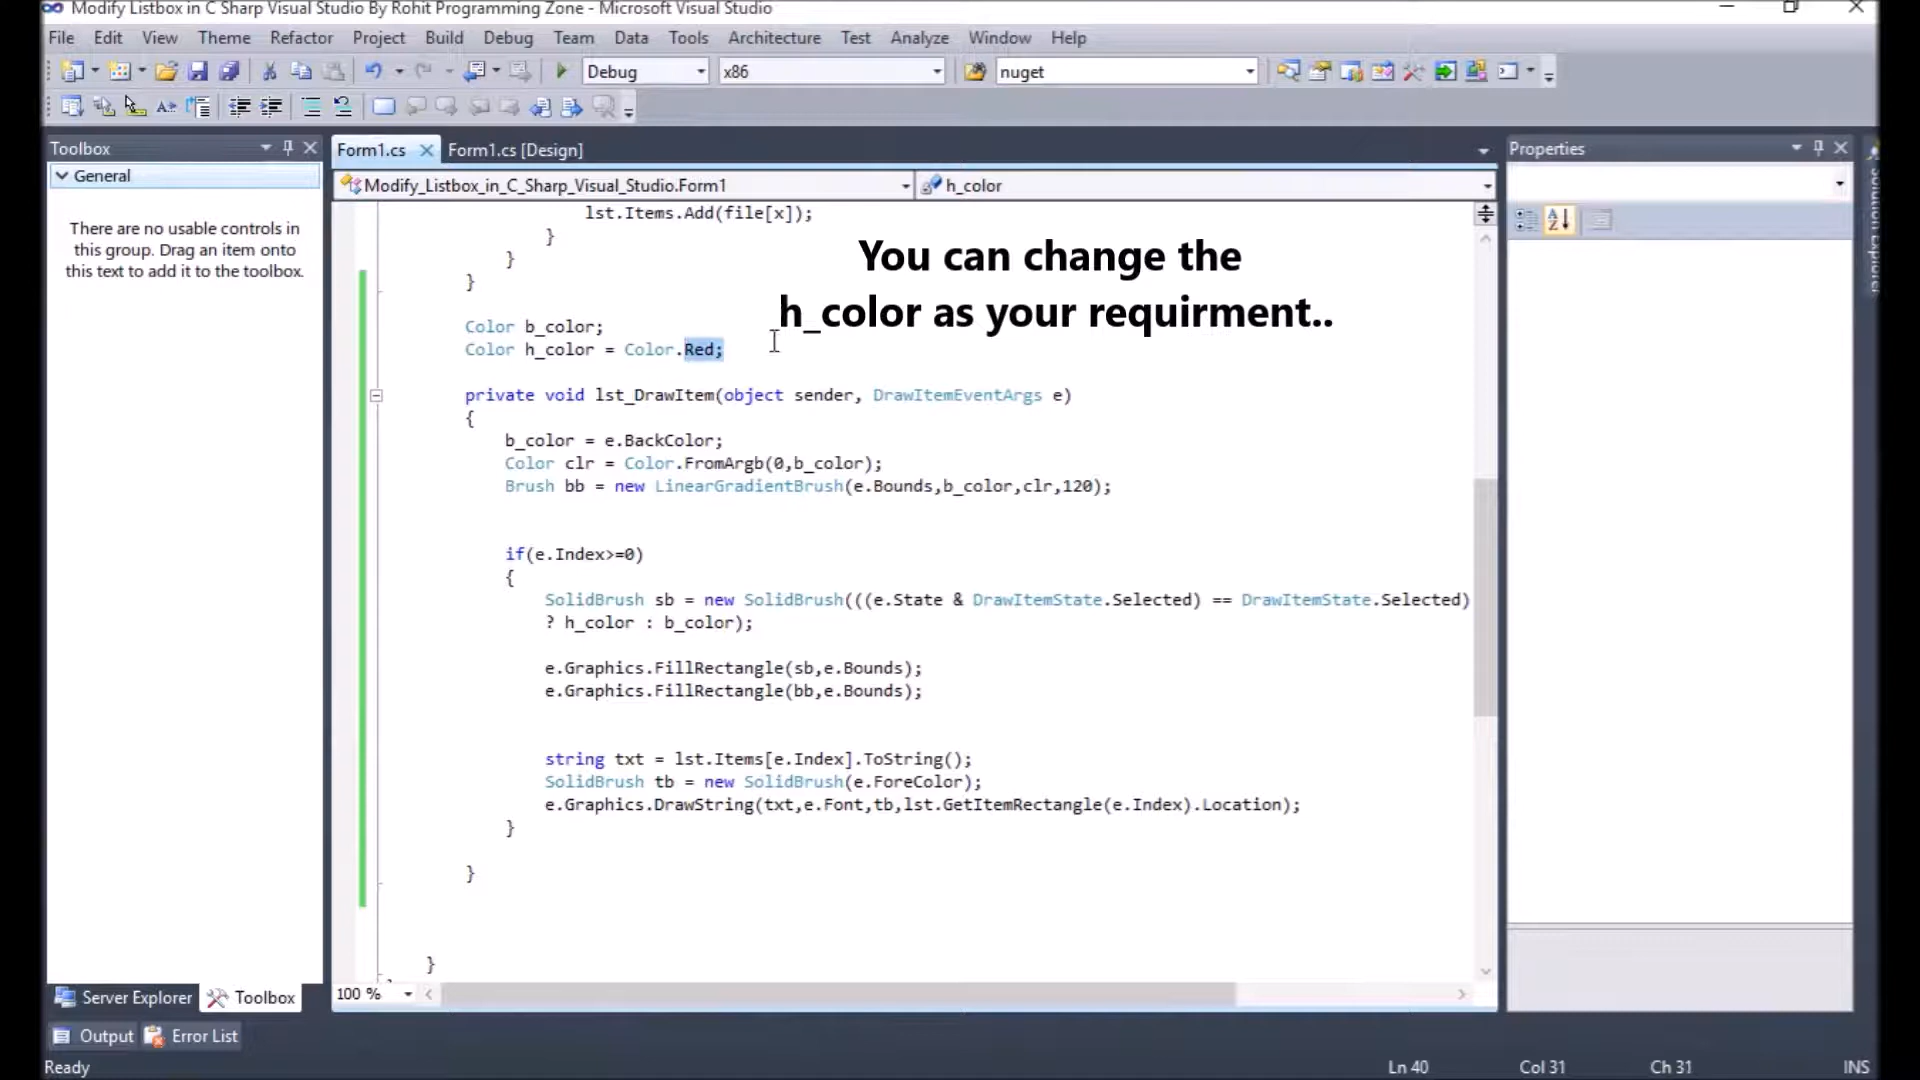 Modify Listbox in C Sharp Visual Studio By Rohit Programming Zone - Microsoft Visual Studio
File Edit View Theme Refactor Project Build Debug Team Data Tools Architecture Test Analyze Window Help
Debug x86 nuget
Toolbox
General
There are no usable controls in
this group. Drag an item onto
this text to add it to the toolbox.
Form1.cs Form1.cs [Design]
Modify_Listbox_in_C_Sharp_Visual_Studio.Form1 h_color
lst.Items.Add(file[x]);
}
}
}
You can change the
h_color as your requirment..
Color b_color;
Color h_color = Color.Red;
private void lst_DrawItem(object sender, DrawItemEventArgs e)
{
b_color = e.BackColor;
Color clr = Color.FromArgb(0,b_color);
Brush bb = new LinearGradientBrush(e.Bounds,b_color,clr,120);
if(e.Index>=0)
{
SolidBrush sb = new SolidBrush(((e.State & DrawItemState.Selected) == DrawItemState.Selected)
? h_color : b_color);
e.Graphics.FillRectangle(sb,e.Bounds);
e.Graphics.FillRectangle(bb,e.Bounds);
string txt = lst.Items[e.Index].ToString();
SolidBrush tb = new SolidBrush(e.ForeColor);
e.Graphics.DrawString(txt,e.Font,tb,lst.GetItemRectangle(e.Index).Location);
}
}
}
100 %
Properties
Solution Explorer
Server Explorer Toolbox
Output Error List
Ready Ln 40 Col 31 Ch 31 INS